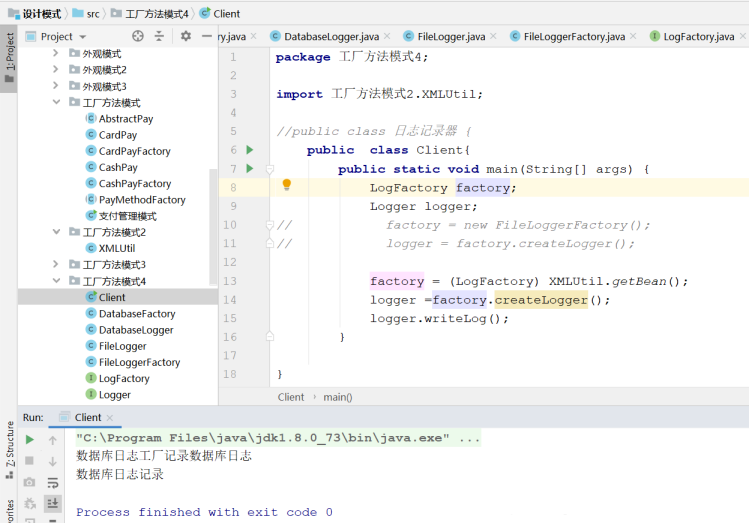 设计模式 src 工厂方法模式4 Client
Project ry.java DatabaseLogger.java FileLogger.java FileLoggerFactory.java LogFactory.java
1: Project
外观模式
外观模式2
外观模式3
工厂方法模式
AbstractPay
CardPay
CardPayFactory
CashPay
CashPayFactory
PayMethodFactory
支付管理模式
工厂方法模式2
XMLUtil
工厂方法模式3
工厂方法模式4
Client
DatabaseFactory
DatabaseLogger
FileLogger
FileLoggerFactory
LogFactory
Logger
1 package 工厂方法模式4;
2
3 import 工厂方法模式2.XMLUtil;
4
5 //public class 日志记录器 {
6 public class Client{
7 public static void main(String[] args) {
8 LogFactory factory;
9 Logger logger;
10 // factory = new FileLoggerFactory();
11 // logger = factory.createLogger();
12
13 factory = (LogFactory) XMLUtil.getBean();
14 logger =factory.createLogger();
15 logger.writeLog();
16 }
17
18 }
Client › main()
Run: Client
Z: Structure
vorites
"C:\Program Files\java\jdk1.8.0_73\bin\java.exe" ...
数据库日志工厂记录数据库日志
数据库日志记录
Process finished with exit code 0